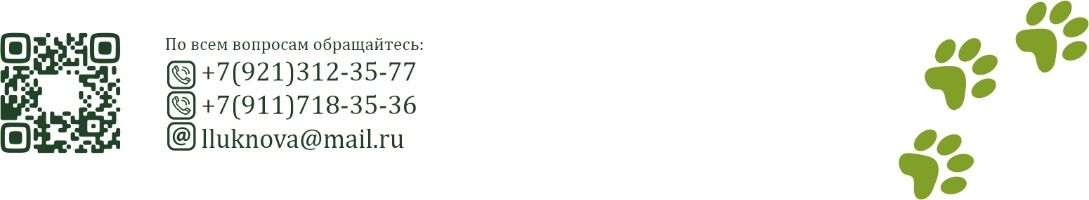 По всем вопросам обращайтесь:
+7(921)312-35-77
+7(911)718-35-36
lluknova@mail.ru